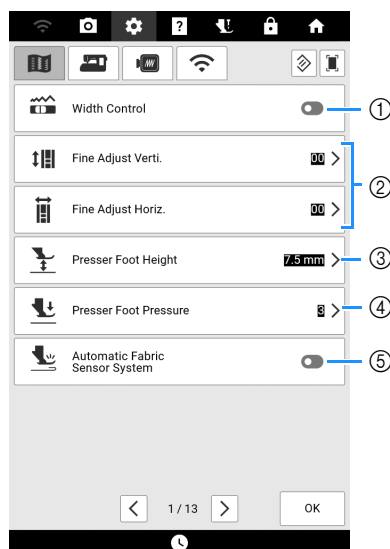 ?
Width Control
①
Fine Adjust Verti.
00
②
Fine Adjust Horiz.
00
Presser Foot Height
7.5 mm
③
Presser Foot Pressure
3
④
Automatic Fabric
Sensor System
⑤
1 / 13
OK